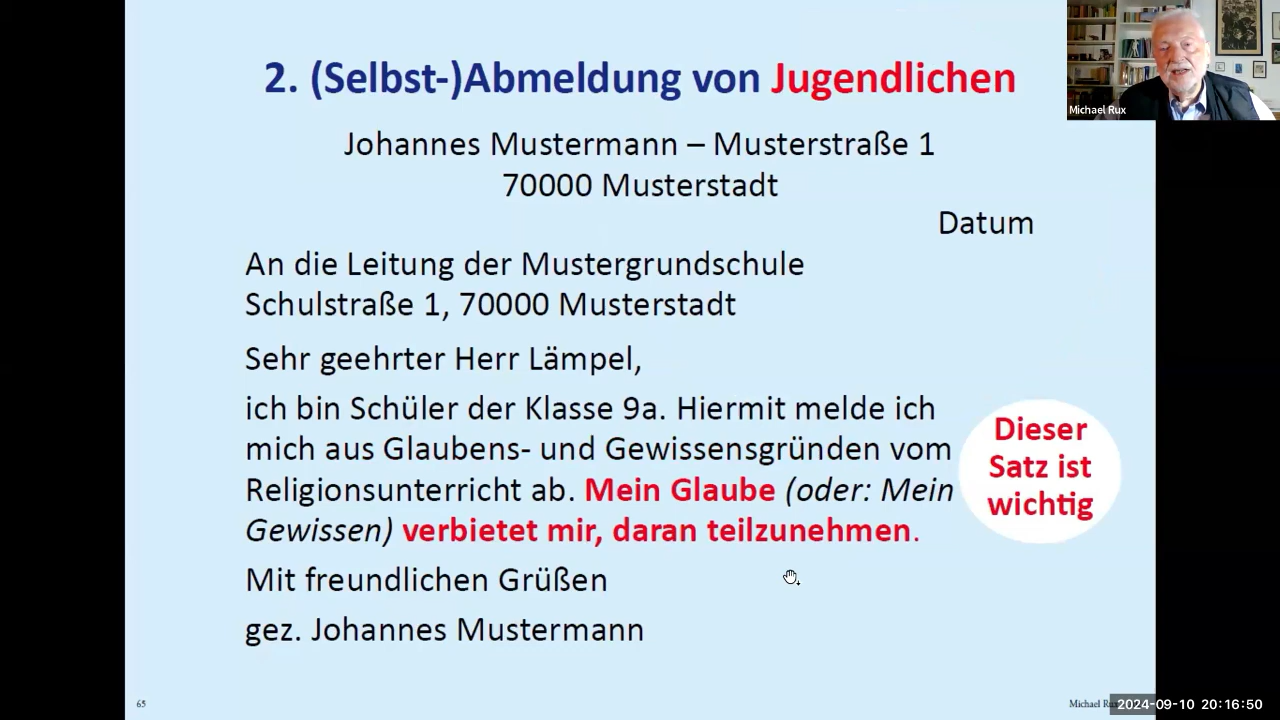 2. (Selbst-)Abmeldung von Jugendlichen
Michael Rux
Johannes Mustermann – Musterstraße 1
70000 Musterstadt
Datum
An die Leitung der Mustergrundschule
Schulstraße 1, 70000 Musterstadt
Sehr geehrter Herr Lämpel,
ich bin Schüler der Klasse 9a. Hiermit melde ich
mich aus Glaubens- und Gewissensgründen vom
Religionsunterricht ab. Mein Glaube (oder: Mein
Gewissen) verbietet mir, daran teilzunehmen.
Dieser
Satz ist
wichtig
Mit freundlichen Grüßen
gez. Johannes Mustermann
65
Michael
2024-09-10 20:16:50